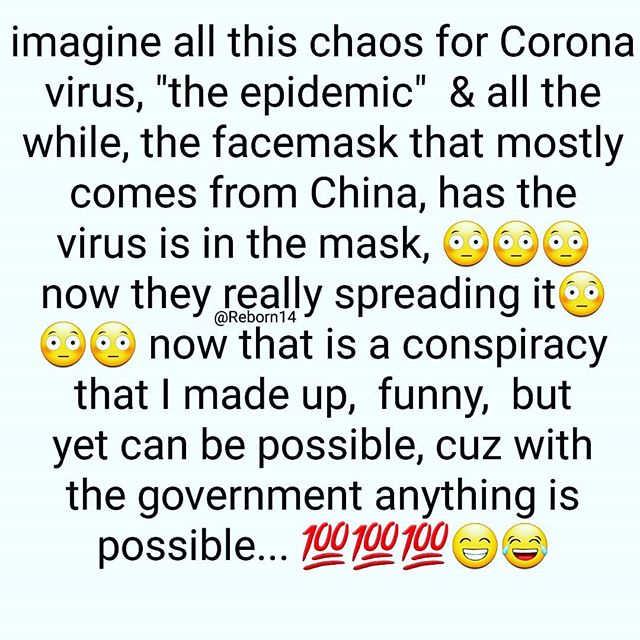 imagine all this chaos for Corona
virus, "the epidemic"  & all the
while, the facemask that mostly
comes from China, has the
virus is in the mask, 😳😳😳
now they really spreading it😳
@Reborn14
😳😳 now that is a conspiracy
that I made up,  funny,  but
yet can be possible, cuz with
the government anything is
possible... 💯💯💯😁😂